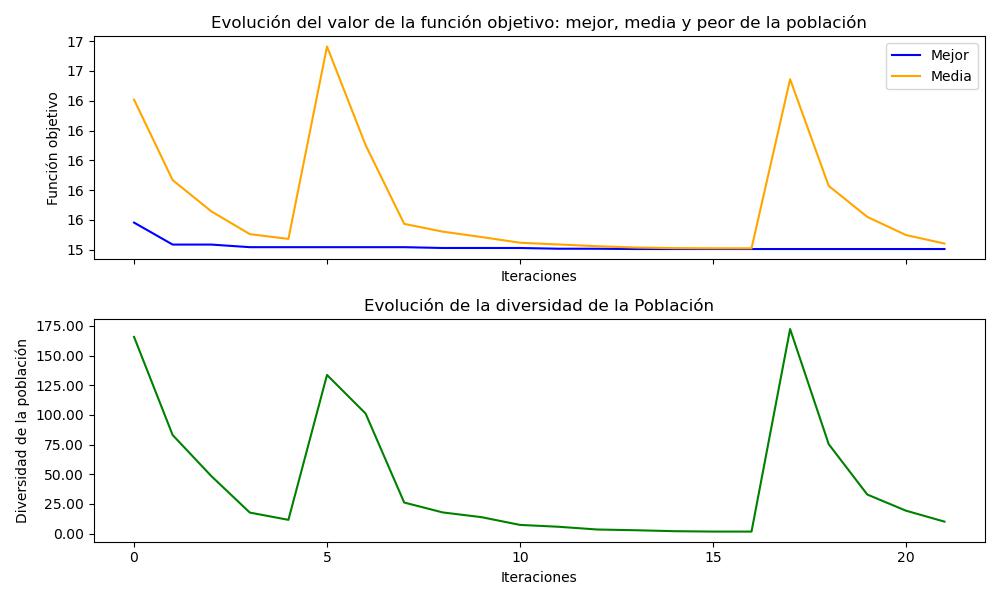 Evolución del valor de la función objetivo: mejor, media y peor de la población
17
17
16
16
16
16
16
15
Función objetivo
Mejor
Media
Iteraciones
Evolución de la diversidad de la Población
175.00
150.00
125.00
100.00
75.00
50.00
25.00
0.00
Diversidad de la población
0 5 10 15 20
Iteraciones